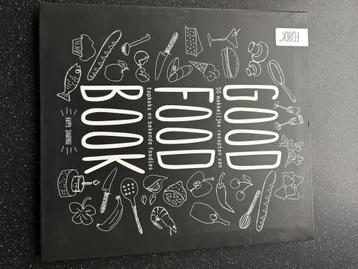 GOOD
50 makkelijke recepten van
FOOD
topkoks en bekende foodies
BOOK